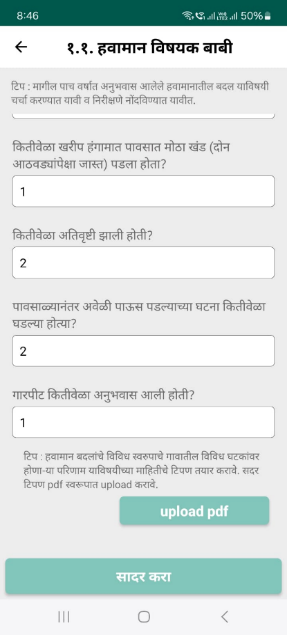 8:46
50%
१.१. हवामान विषयक बाबी
टिप : मागील पाच वर्षात अनुभवास आलेले हवामानातील बदल याविषयी
चर्चा करण्यात यावी व निरीक्षणे नोंदविण्यात यावीत.
कितीवेळा खरीप हंगामात पावसात मोठा खंड (दोन
आठवड्यांपेक्षा जास्त) पडला होता?
1
कितीवेळा अतिवृष्टी झाली होती?
2
पावसाळ्यानंतर अवेळी पाऊस पडल्याच्या घटना कितीवेळा
घडल्या होत्या?
2
गारपीट कितीवेळा अनुभवास आली होती?
1
टिप : हवामान बदलांचे विविध स्वरुपाचे गावातील विविध घटकांवर
होणा-या परिणाम याविषयीच्या माहितीचे टिपण तयार करावे. सदर
टिपण pdf स्वरूपात upload करावे.
upload pdf
सादर करा